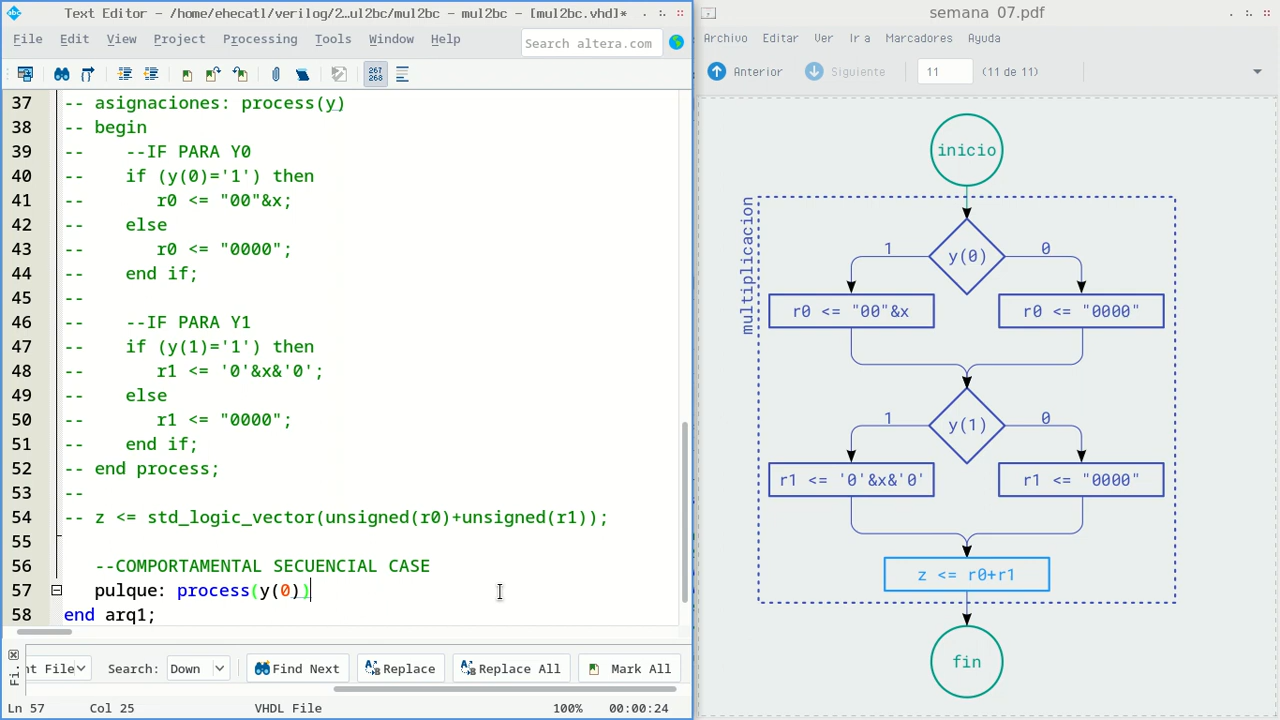 Text Editor – /home/ehecatl/verilog/2...ul2bc/mul2bc – mul2bc – [mul2bc.vhd]*
File Edit View Project Processing Tools Window Help
Search altera.com
267
268
37 -- asignaciones: process(y)
38 -- begin
39 --    --IF PARA Y0
40 --    if (y(0)='1') then
41 --       r0 <= "00"&x;
42 --    else
43 --       r0 <= "0000";
44 --    end if;
45 --
46 --    --IF PARA Y1
47 --    if (y(1)='1') then
48 --       r1 <= '0'&x&'0';
49 --    else
50 --       r1 <= "0000";
51 --    end if;
52 -- end process;
53 --
54 -- z <= std_logic_vector(unsigned(r0)+unsigned(r1));
55
56    --COMPORTAMENTAL SECUENCIAL CASE
57    pulque: process(y(0))
58 end arq1;
Fi.
nt File Search: Down Find Next Replace Replace All Mark All
Ln 57 Col 25 VHDL File 100% 00:00:24
semana_07.pdf
Archivo Editar Ver Ir a Marcadores Ayuda
Anterior Siguiente 11 (11 de 11)
inicio
multiplicacion
1 y(0) 0
r0 <= "00"&x r0 <= "0000"
1 y(1) 0
r1 <= '0'&x&'0' r1 <= "0000"
z <= r0+r1
fin